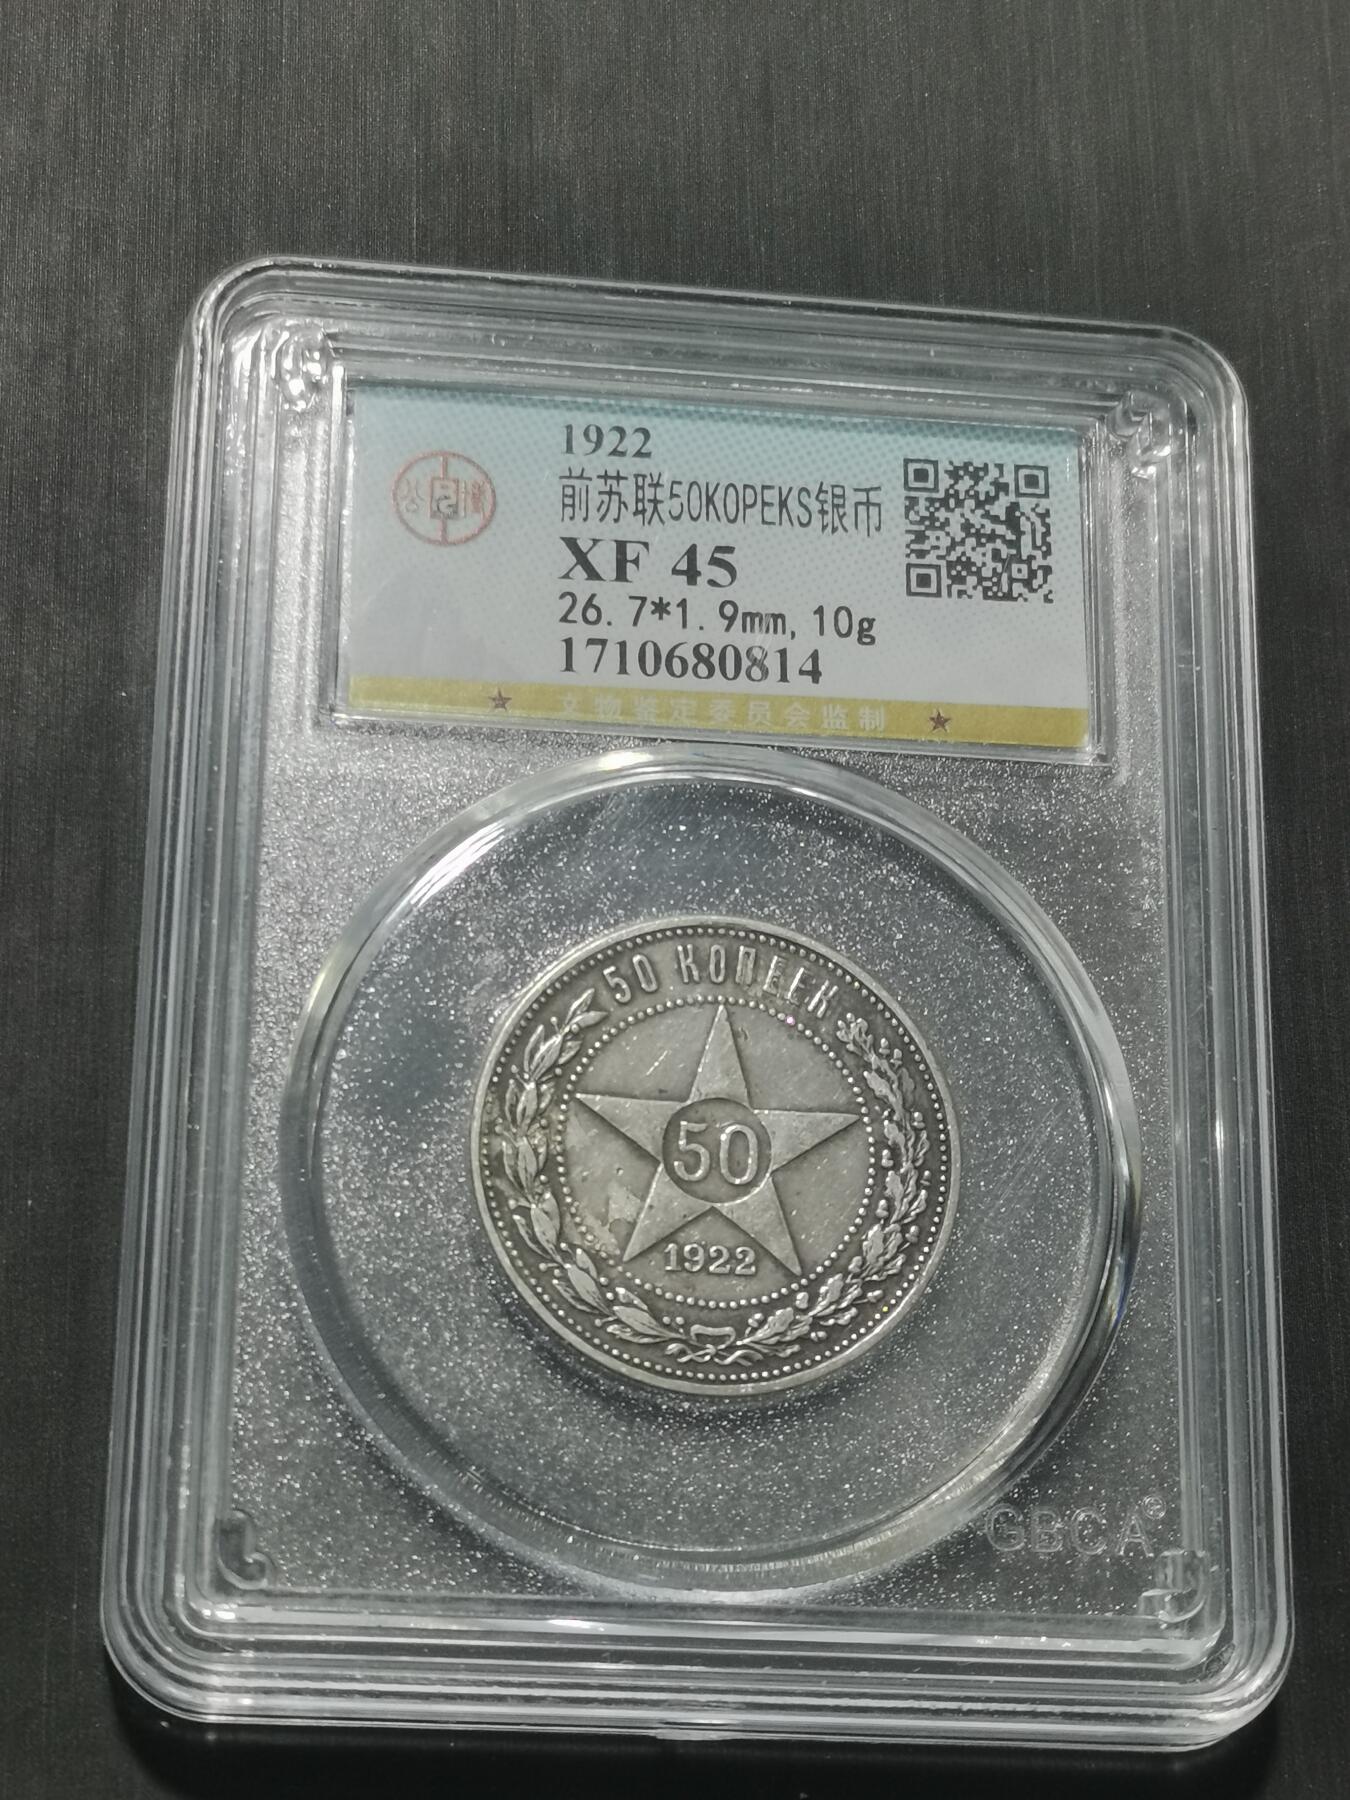 1922
前苏联50KOPEKS银币
XF 45
26.7*1.9mm,10g
1710680814
文物鉴定委员会监制
50 КОПЕЕК
50
1922
GBCA